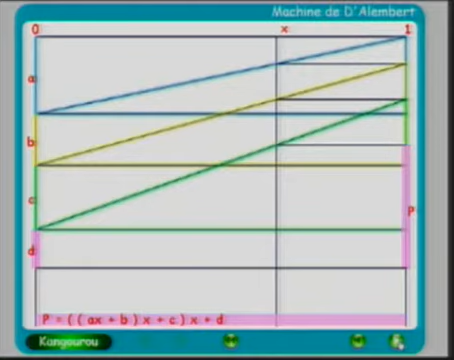 Machine de D'Alembert
0 x 1
a
b
c
P
d
P = ( ( ax + b ) x + c ) x + d
Kangourou